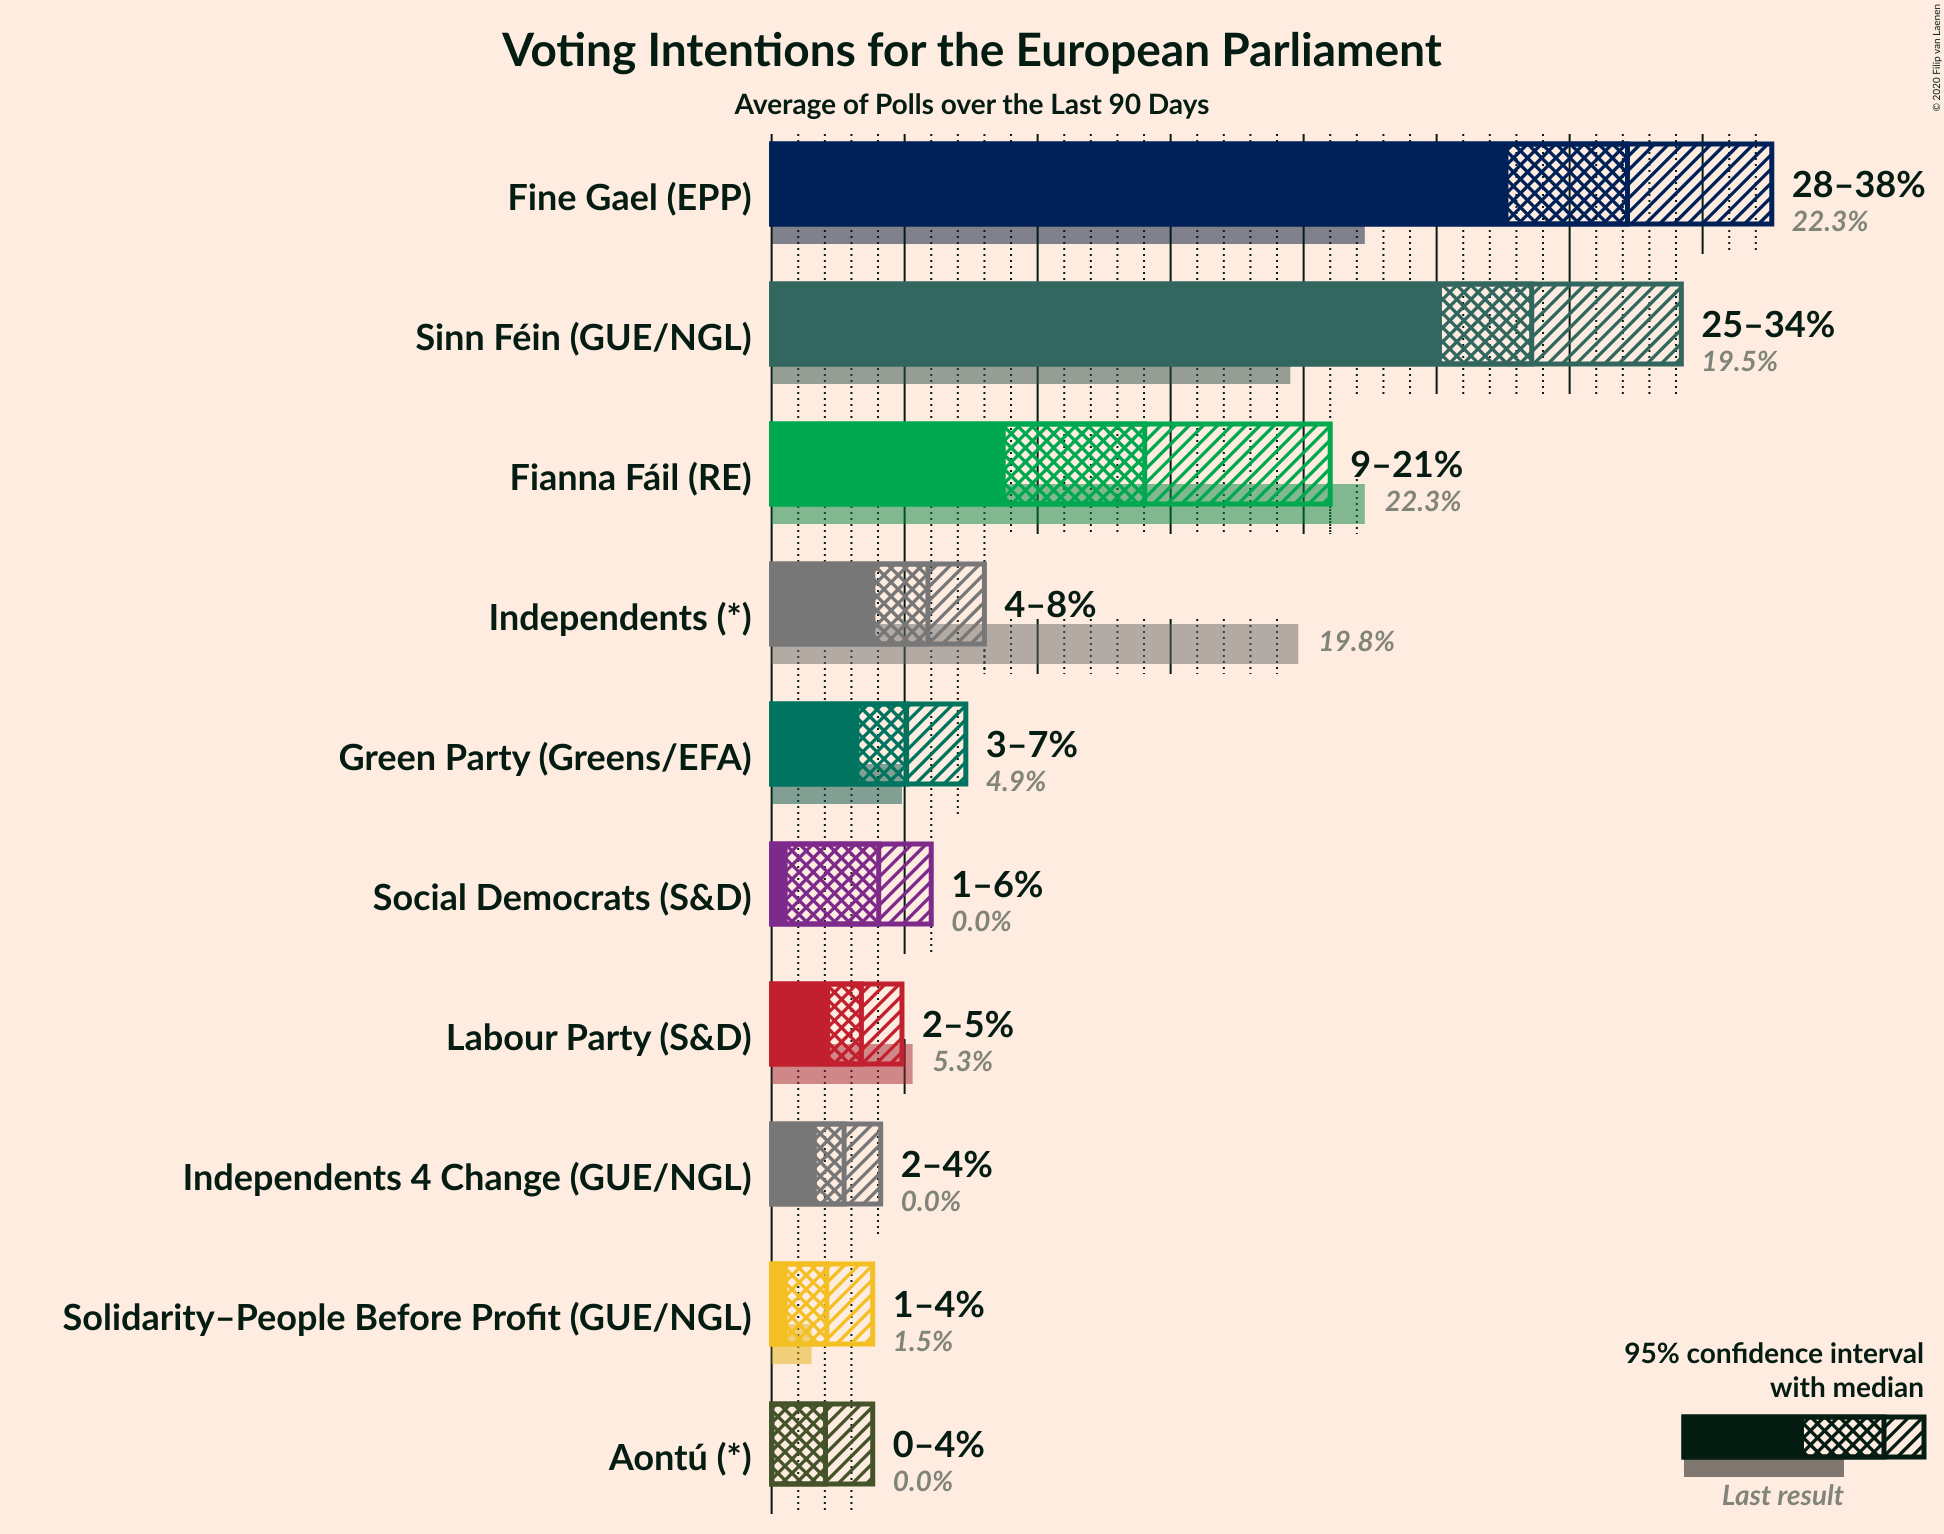 © 2020 Filip van Laenen
Voting Intentions for the European Parliament
Average of Polls over the Last 90 Days
Fine Gael (EPP)
28–38%
22.3%
Sinn Féin (GUE/NGL)
25–34%
19.5%
Fianna Fáil (RE)
9–21%
22.3%
Independents (*)
4–8%
19.8%
Green Party (Greens/EFA)
3–7%
4.9%
Social Democrats (S&D)
1–6%
0.0%
Labour Party (S&D)
2–5%
5.3%
Independents 4 Change (GUE/NGL)
2–4%
0.0%
Solidarity–People Before Profit (GUE/NGL)
1–4%
1.5%
Aontú (*)
0–4%
0.0%
95% confidence interval
with median
Last result